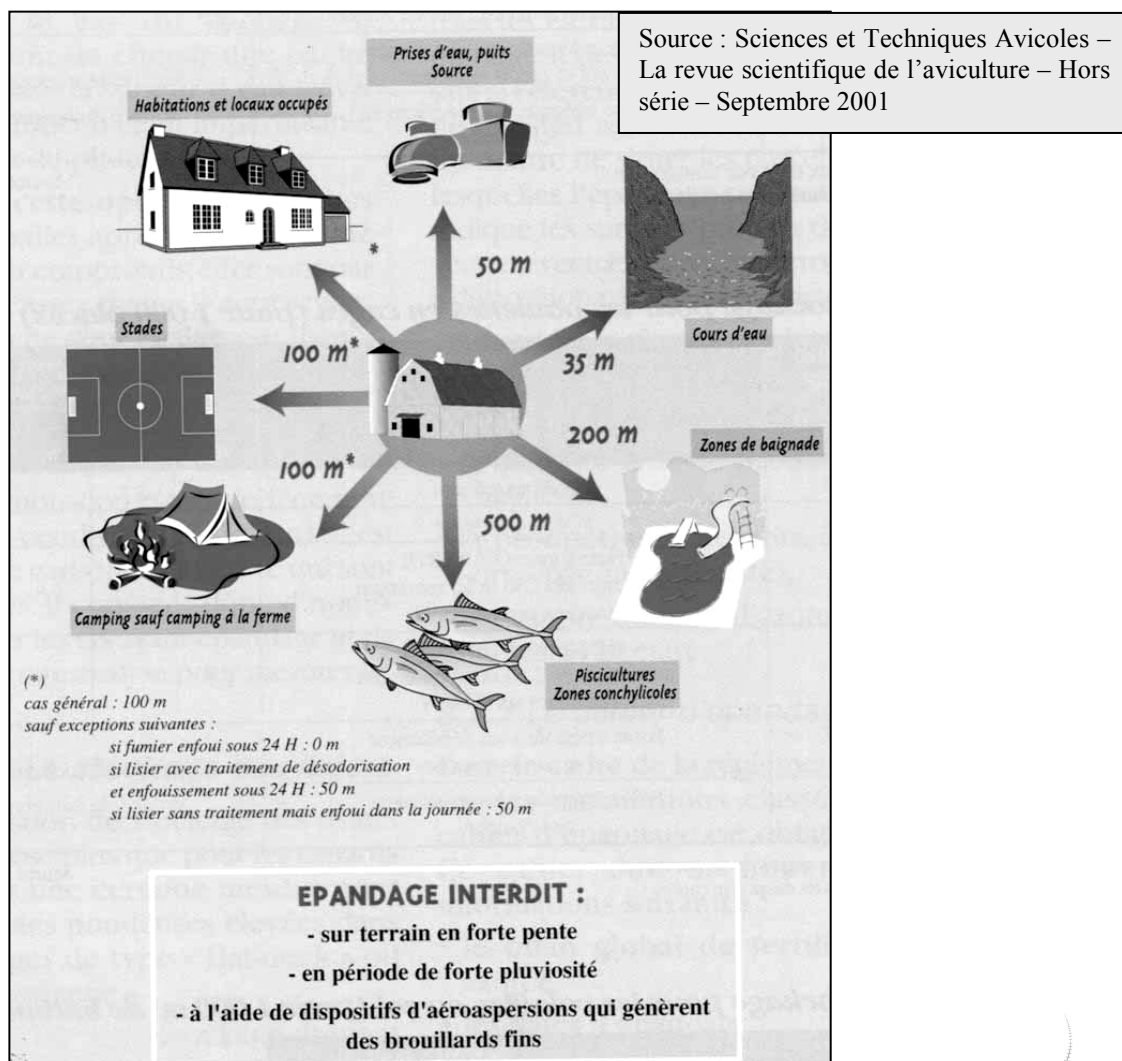 Source : Sciences et Techniques Avicoles –
La revue scientifique de l’aviculture – Hors
série – Septembre 2001
Prises d'eau, puits
Source
Habitations et locaux occupés
*
50 m
Cours d'eau
35 m
Stades
100 m*
200 m
Zones de baignade
100 m*
500 m
Camping sauf camping à la ferme
Piscicultures
Zones conchylicoles
(*)
cas général : 100 m
sauf exceptions suivantes :
si fumier enfoui sous 24 H : 0 m
si lisier avec traitement de désodorisation
et enfouissement sous 24 H : 50 m
si lisier sans traitement mais enfoui dans la journée : 50 m
EPANDAGE INTERDIT :
- sur terrain en forte pente
- en période de forte pluviosité
- à l'aide de dispositifs d'aéroaspersions qui génèrent
des brouillards fins